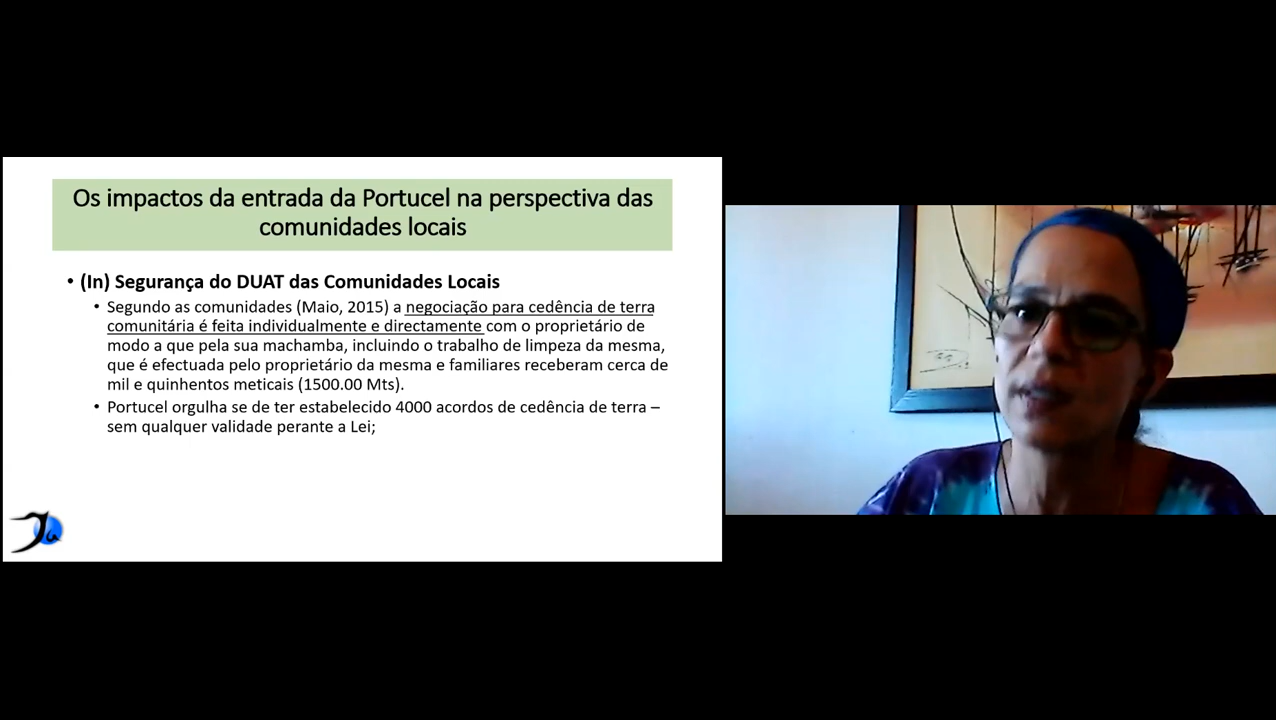 Os impactos da entrada da Portucel na perspectiva das
comunidades locais
• (In) Segurança do DUAT das Comunidades Locais
• Segundo as comunidades (Maio, 2015) a negociação para cedência de terra
comunitária é feita individualmente e directamente com o proprietário de
modo a que pela sua machamba, incluindo o trabalho de limpeza da mesma,
que é efectuada pelo proprietário da mesma e familiares receberam cerca de
mil e quinhentos meticais (1500.00 Mts).
• Portucel orgulha se de ter estabelecido 4000 acordos de cedência de terra –
sem qualquer validade perante a Lei;